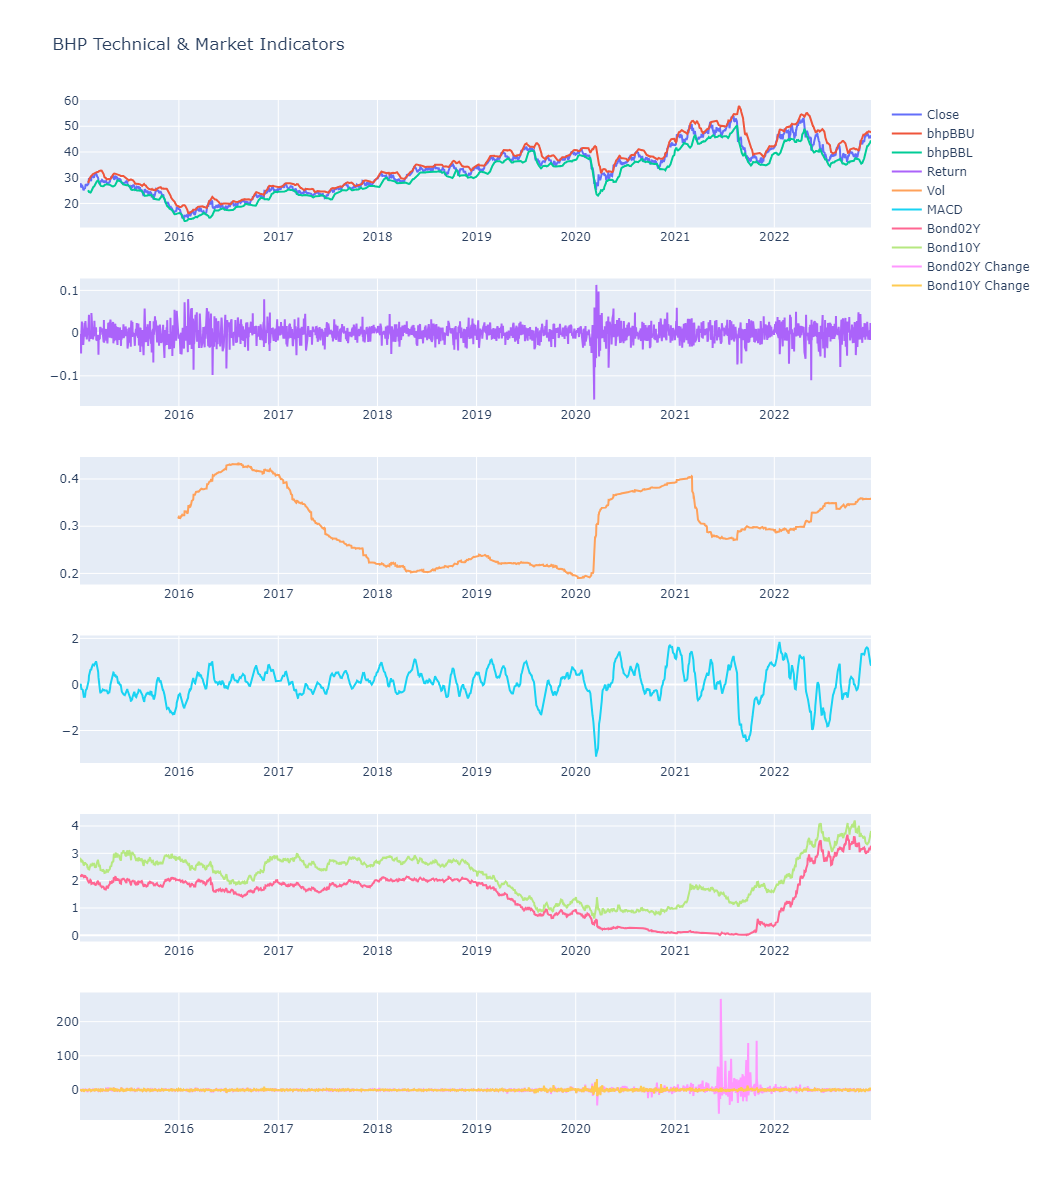 BHP Technical & Market Indicators
60
50
40
30
20
2016 2017 2018 2019 2020 2021 2022
Close
bhpBBU
bhpBBL
Return
Vol
MACD
Bond02Y
Bond10Y
Bond02Y Change
Bond10Y Change
0.1
0
−0.1
2016 2017 2018 2019 2020 2021 2022
0.4
0.3
0.2
2016 2017 2018 2019 2020 2021 2022
2
0
−2
2016 2017 2018 2019 2020 2021 2022
4
3
2
1
0
2016 2017 2018 2019 2020 2021 2022
200
100
0
2016 2017 2018 2019 2020 2021 2022